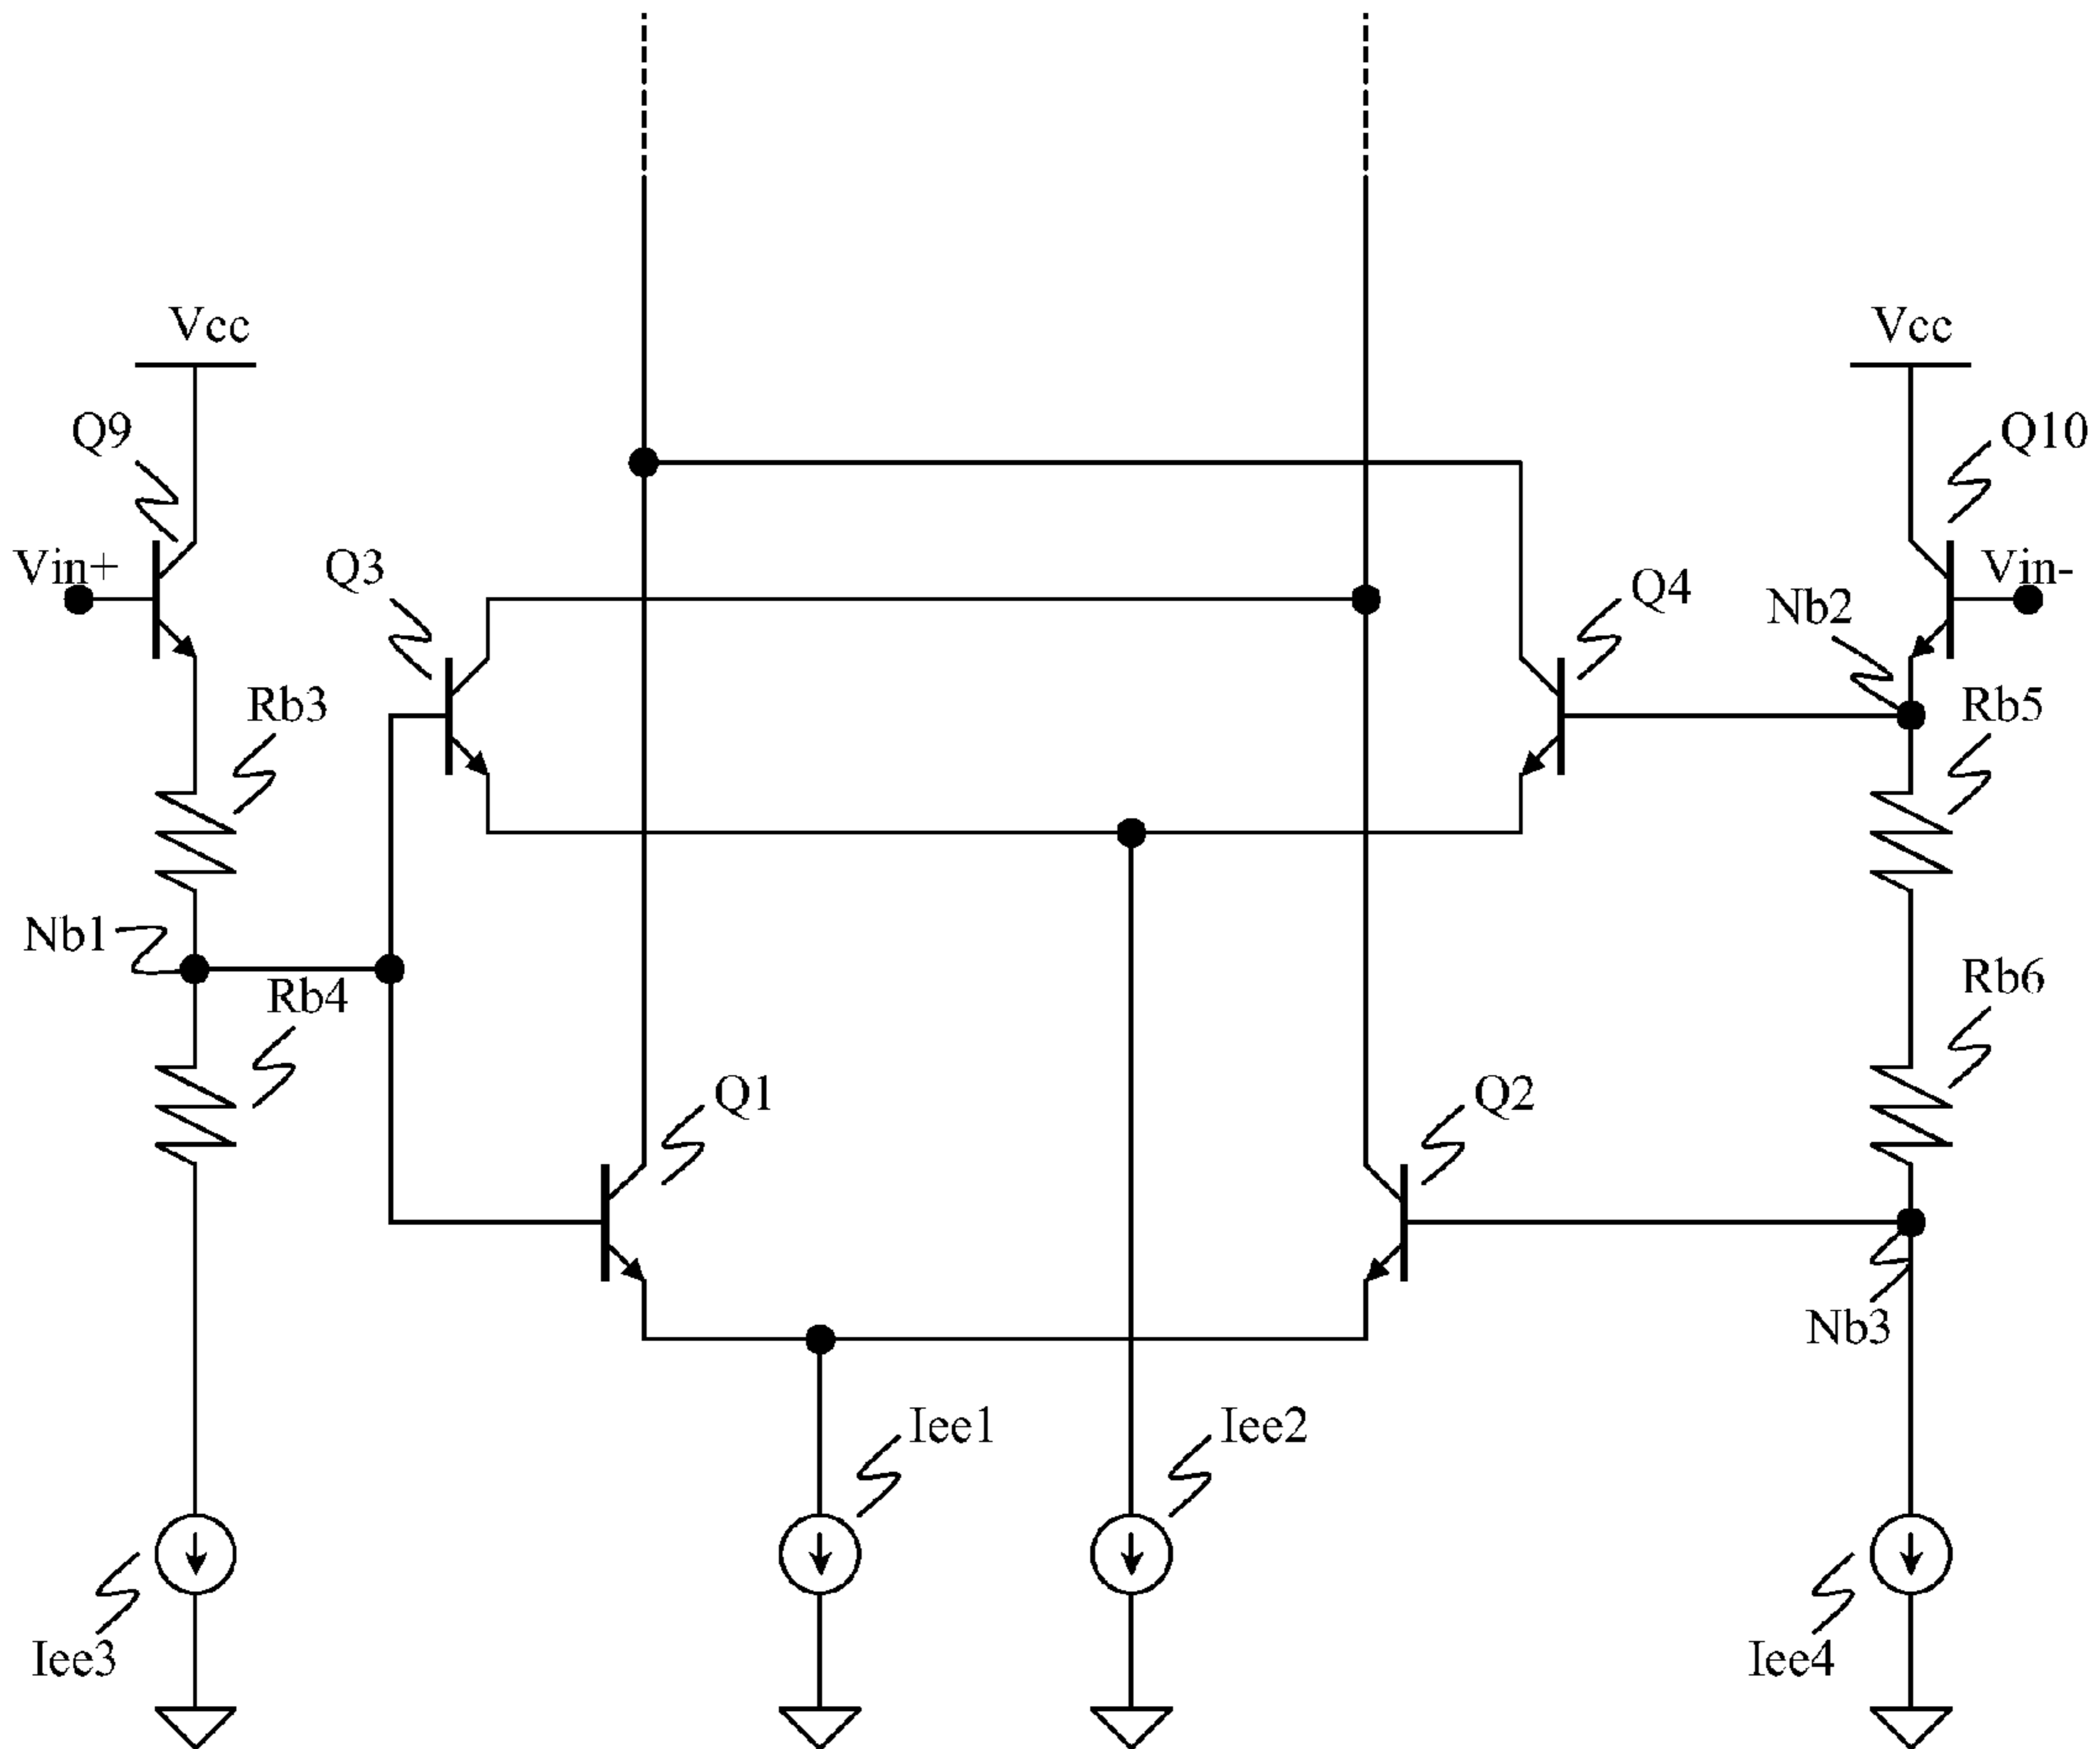 Vcc
Vcc
Q9
Q10
Vin+
Q3
Q4
Nb2
Vin-
Rb3
Rb5
Nb1
Rb4
Rb6
Q1
Q2
Nb3
Iee1
Iee2
Iee3
Iee4